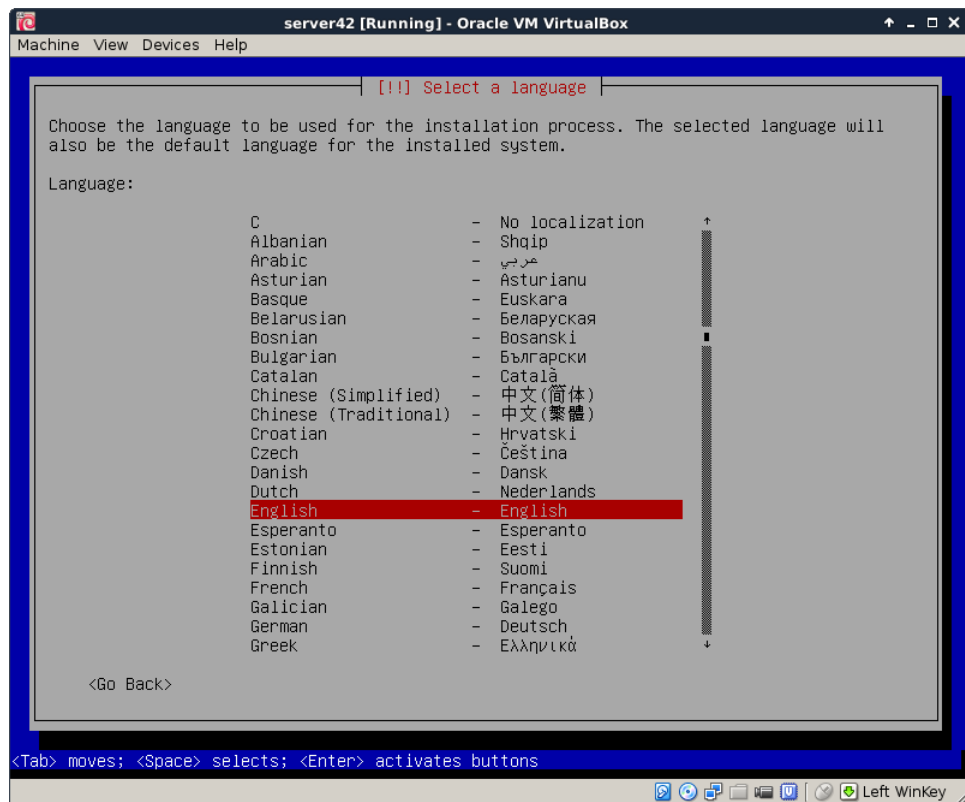 server42 [Running] - Oracle VM VirtualBox
Machine View Devices Help
[!!] Select a language
Choose the language to be used for the installation process. The selected language will
also be the default language for the installed system.
Language:
C - No localization
Albanian - Shqip
Arabic - عربي
Asturian - Asturianu
Basque - Euskara
Belarusian - Беларуская
Bosnian - Bosanski
Bulgarian - Български
Catalan - Català
Chinese (Simplified) - 中文(简体)
Chinese (Traditional) - 中文(繁體)
Croatian - Hrvatski
Czech - Čeština
Danish - Dansk
Dutch - Nederlands
English - English
Esperanto - Esperanto
Estonian - Eesti
Finnish - Suomi
French - Français
Galician - Galego
German - Deutsch
Greek - Ελληνικά
<Go Back>
<Tab> moves; <Space> selects; <Enter> activates buttons
Left WinKey